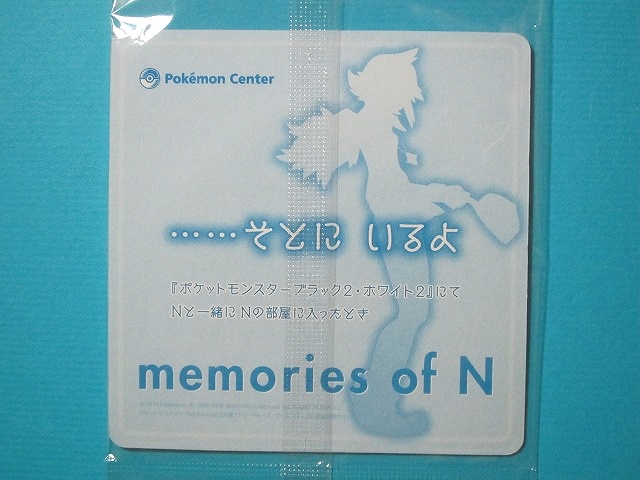 Pokémon Center
……そとに いるよ
『ポケットモンスターブラック2・ホワイト2』にて
Nと一緒にNの部屋に入ったとき
memories of N